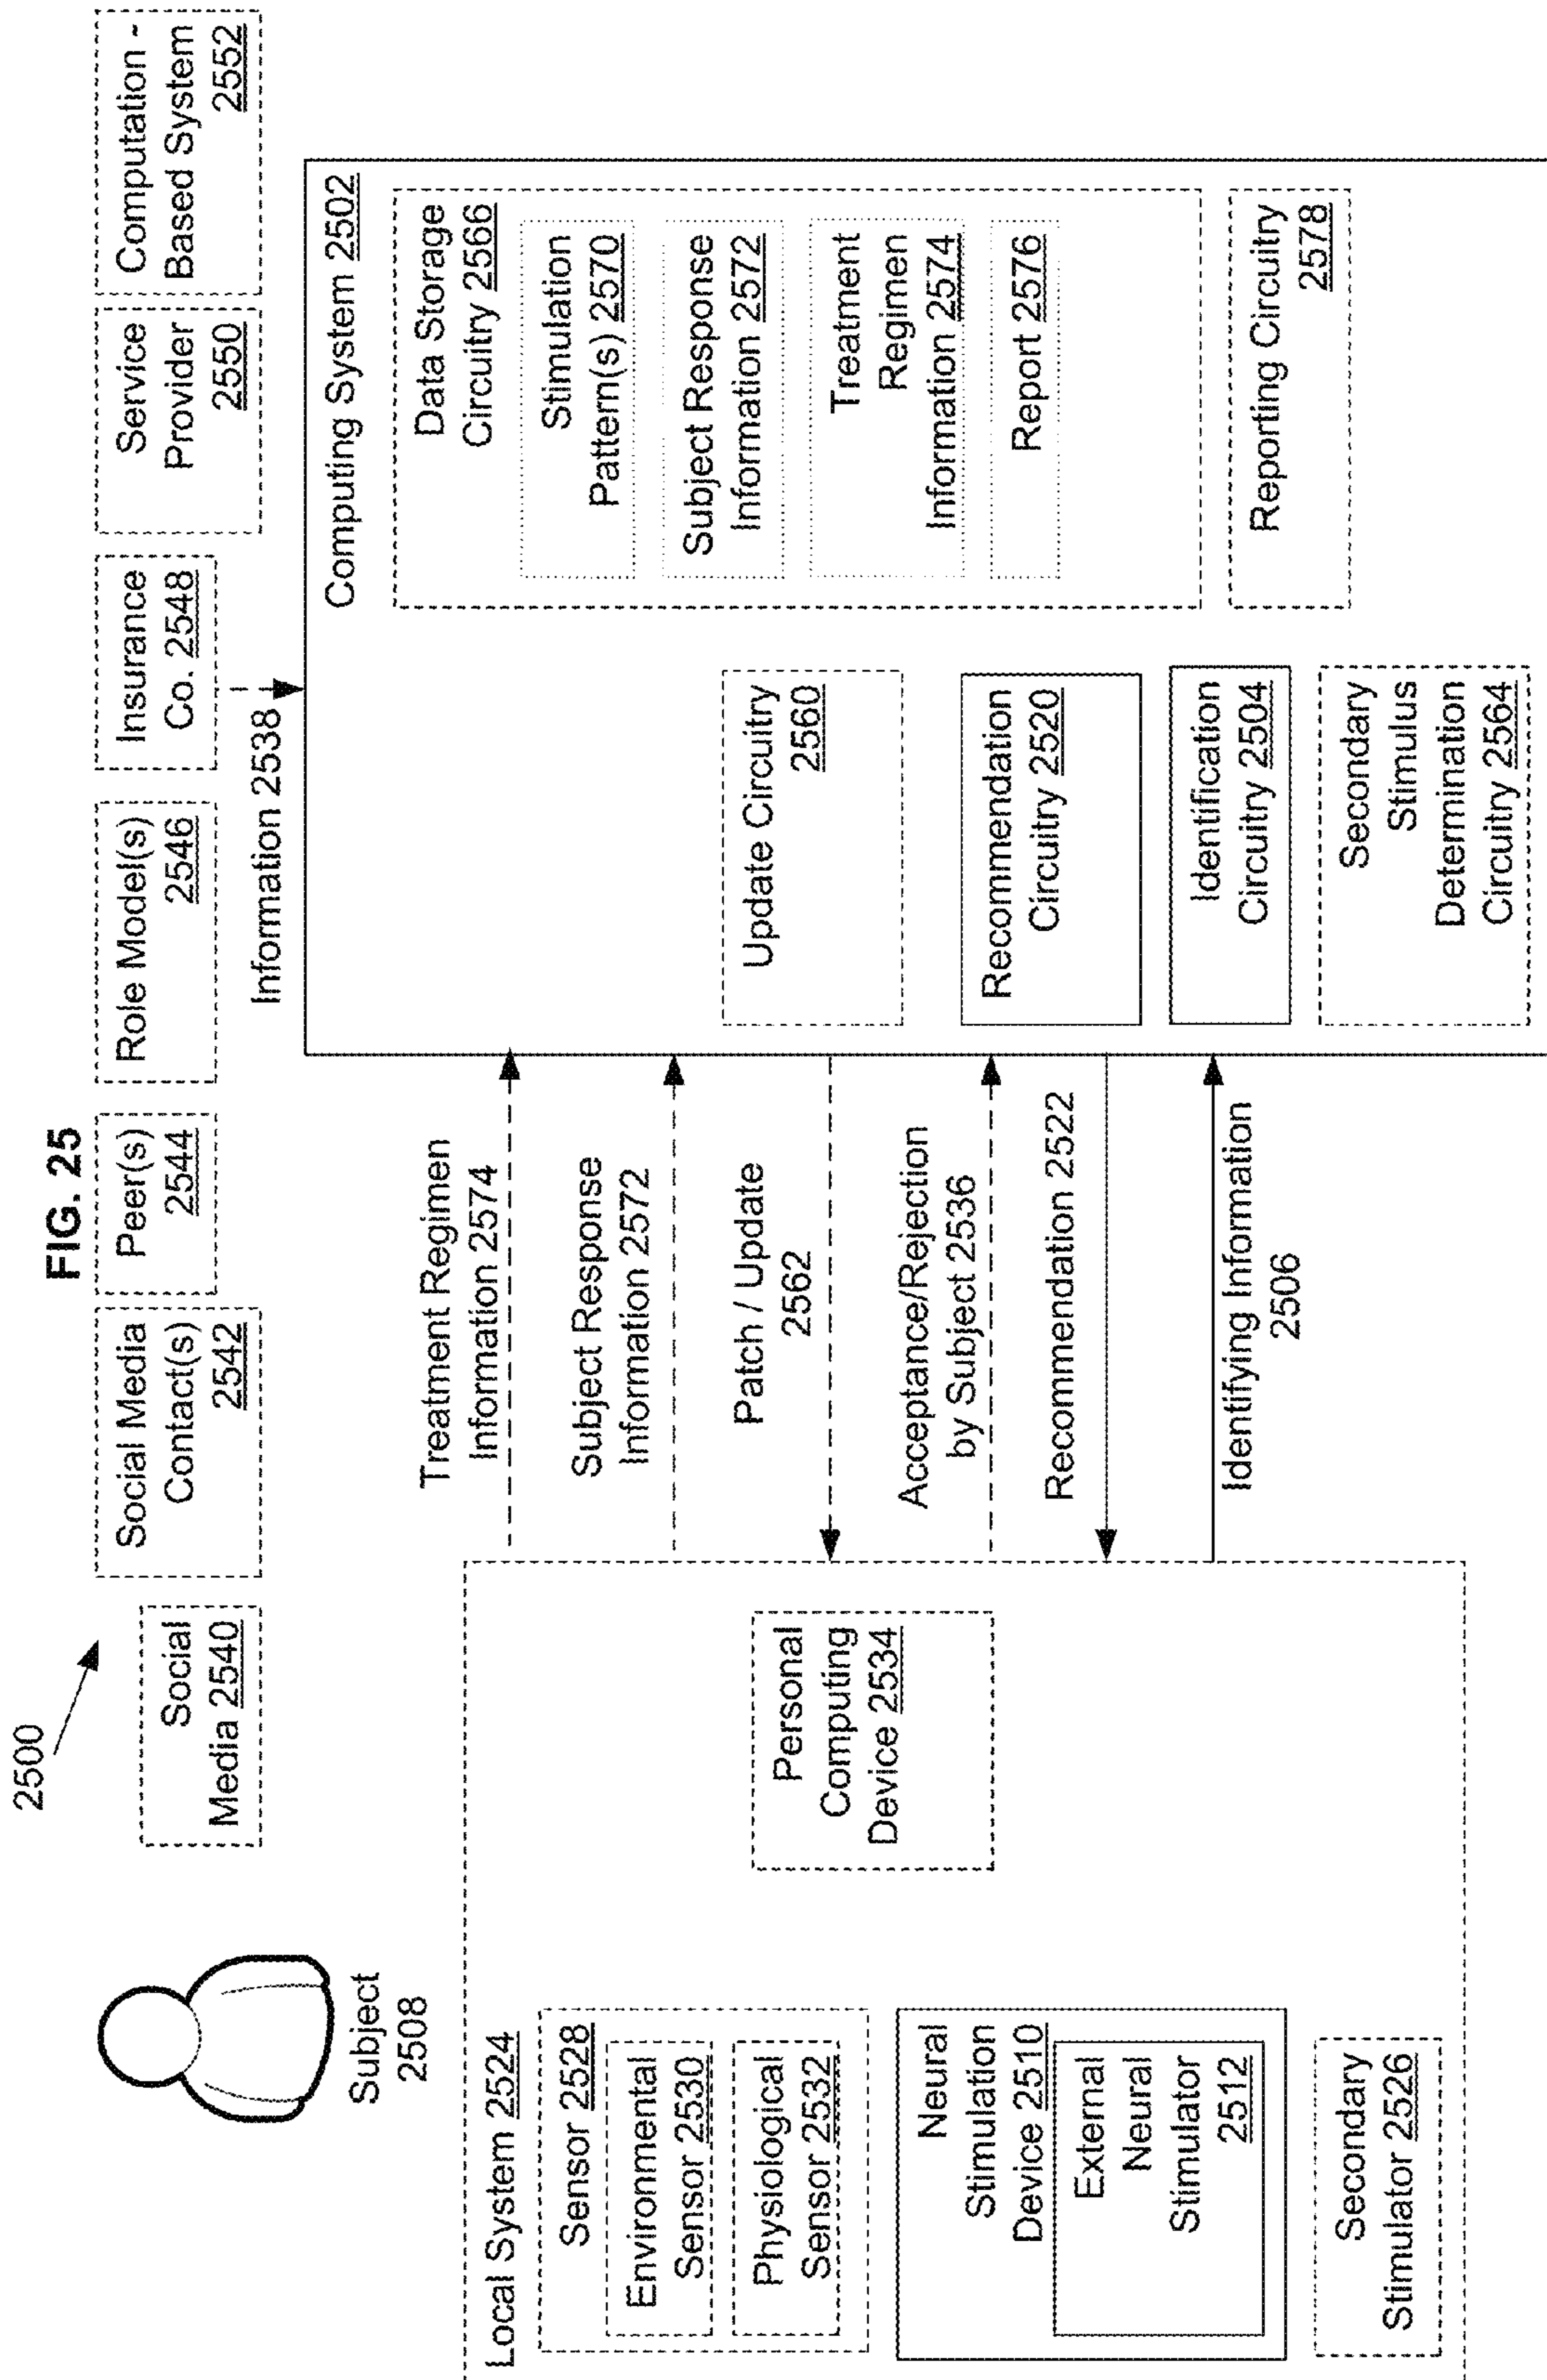 FIG. 25
2500
Social
Media 2540
Social Media
Contact(s)
2542
Peer(s)
2544
Role Model(s)
2546
Insurance
Co. 2548
Service
Provider
2550
Computation -
Based System
2552
Information 2538
Subject
2508
Local System 2524
Sensor 2528
Environmental
Sensor 2530
Physiological
Sensor 2532
Neural
Stimulation
Device 2510
External
Neural
Stimulator
2512
Secondary
Stimulator 2526
Personal
Computing
Device 2534
Treatment Regimen
Information 2574
Subject Response
Information 2572
Patch / Update
2562
Acceptance/Rejection
by Subject 2536
Recommendation 2522
Identifying Information
2506
Computing System 2502
Update Circuitry
2560
Recommendation
Circuitry 2520
Identification
Circuitry 2504
Secondary
Stimulus
Determination
Circuitry 2564
Data Storage
Circuitry 2566
Stimulation
Pattern(s) 2570
Subject Response
Information 2572
Treatment
Regimen
Information 2574
Report 2576
Reporting Circuitry
2578